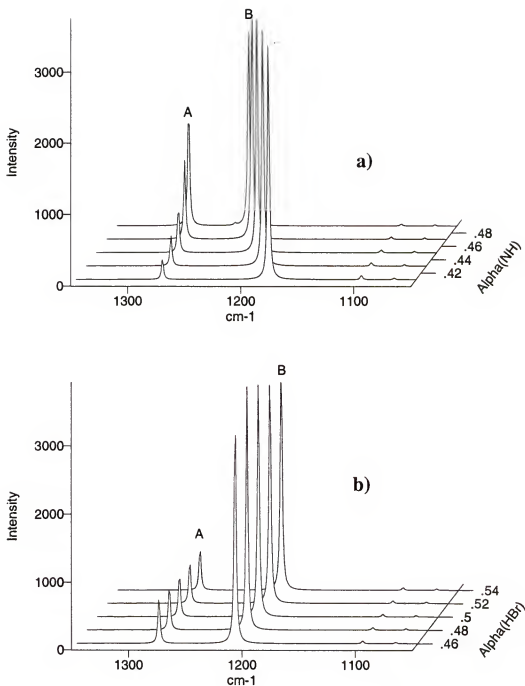 B
3000
A
2000
Intensity
a)
1000
.48
.46
.44
.42
0
Alpha(NH)
1300
1200
1100
cm-1
B
3000
2000
Intensity
b)
A
1000
.54
.52
.5
.48
.46
0
Alpha(HBr)
1300
1200
1100
cm-1